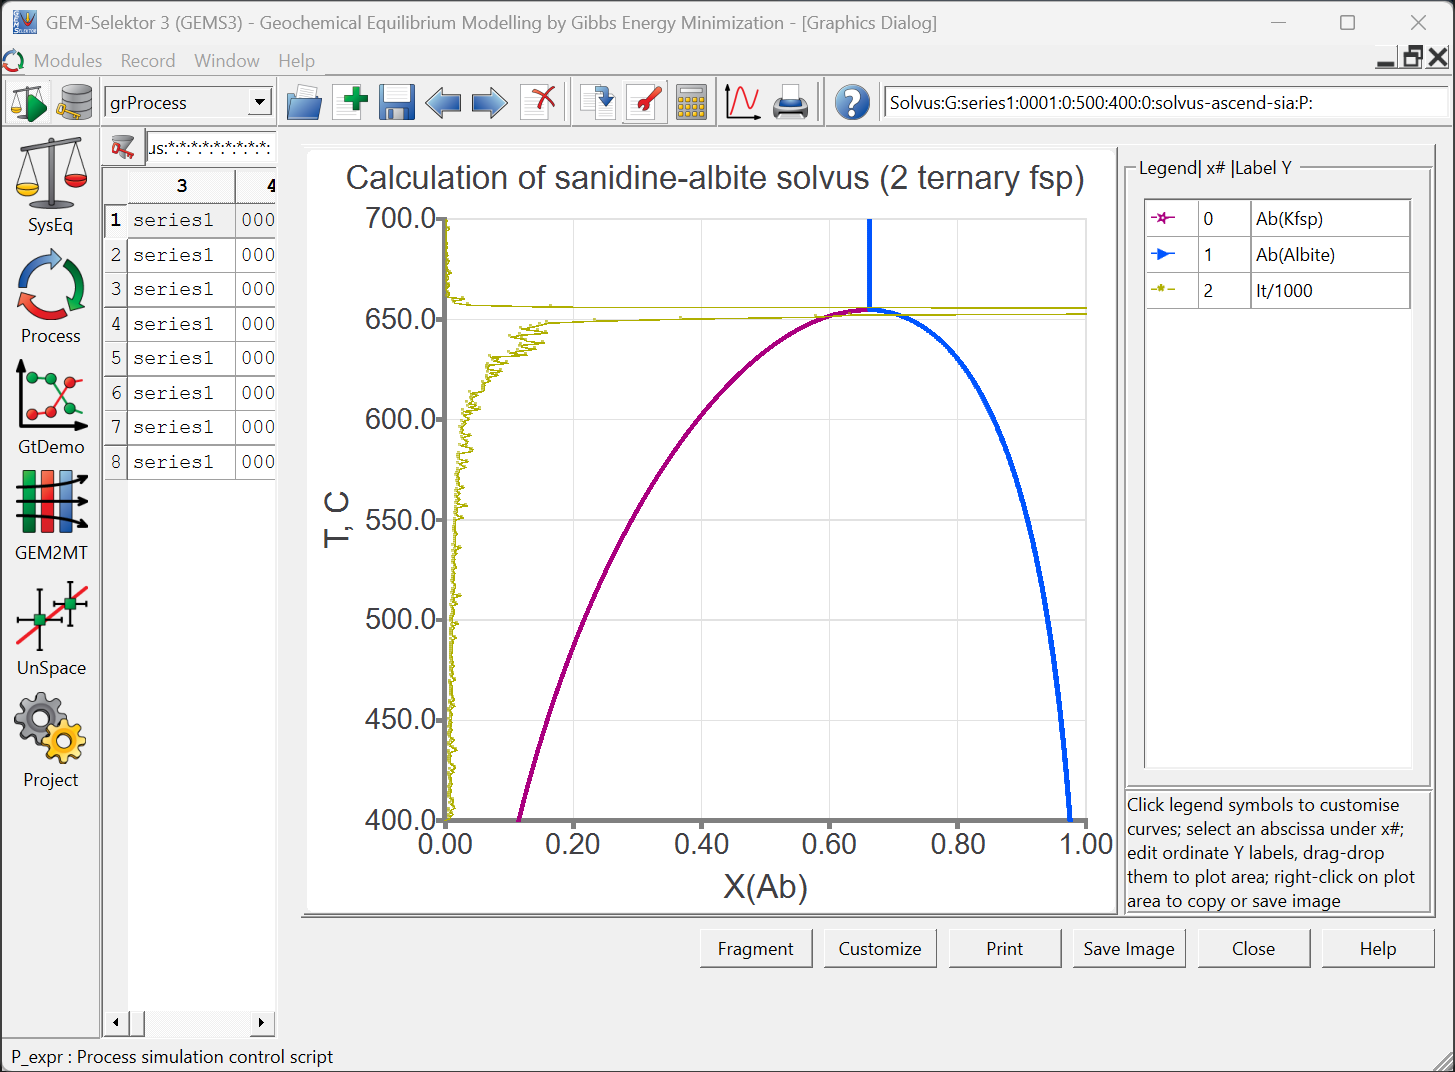 GEM-Selektor 3 (GEMS3) - Geochemical Equilibrium Modelling by Gibbs Energy Minimization - [Graphics Dialog]
Modules Record Window Help
grProcess
Solvus:G:series1:0001:0:500:400:0:solvus-ascend-sia:P:
us:*:*:*:*:*:*:*:*:*:
SysEq
Process
GtDemo
GEM2MT
UnSpace
Project
3 4
1 series1 000
2 series1 000
3 series1 000
4 series1 000
5 series1 000
6 series1 000
7 series1 000
8 series1 000
Calculation of sanidine-albite solvus (2 ternary fsp)
700.0
650.0
600.0
550.0
500.0
450.0
400.0
T, C
0.00 0.20 0.40 0.60 0.80 1.00
X(Ab)
Legend| x# |Label Y
0 Ab(Kfsp)
1 Ab(Albite)
2 It/1000
Click legend symbols to customise
curves; select an abscissa under x#;
edit ordinate Y labels, drag-drop
them to plot area; right-click on plot
area to copy or save image
Fragment Customize Print Save Image Close Help
P_expr : Process simulation control script